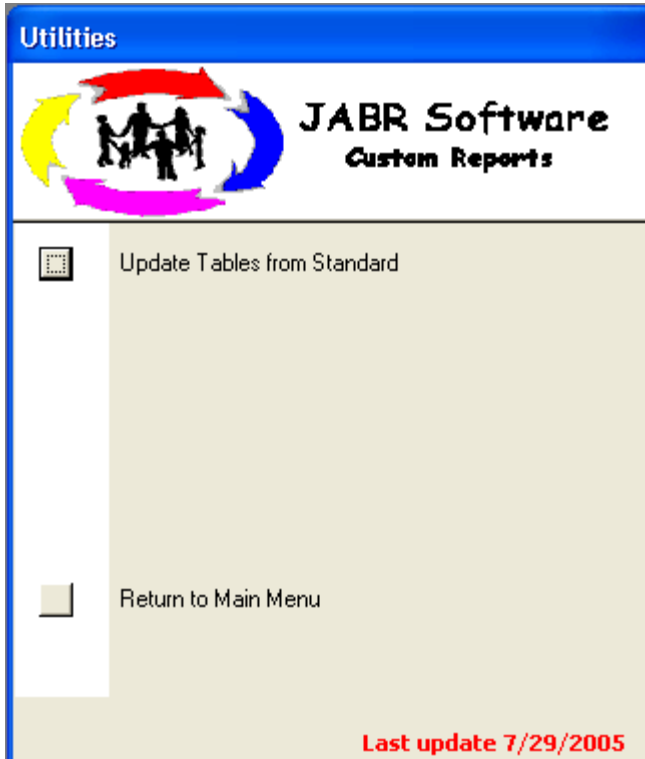 Utilities
JABR Software
Custom Reports
Update Tables from Standard
Return to Main Menu
Last update 7/29/2005